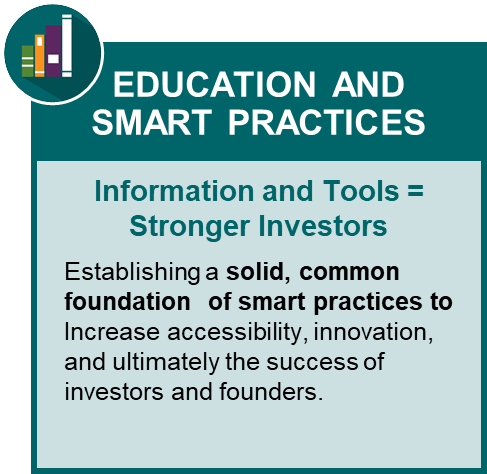 EDUCATION AND
SMART PRACTICES
Information and Tools =
Stronger Investors
Establishing a solid, common
foundation of smart practices to
Increase accessibility, innovation,
and ultimately the success of
investors and founders.